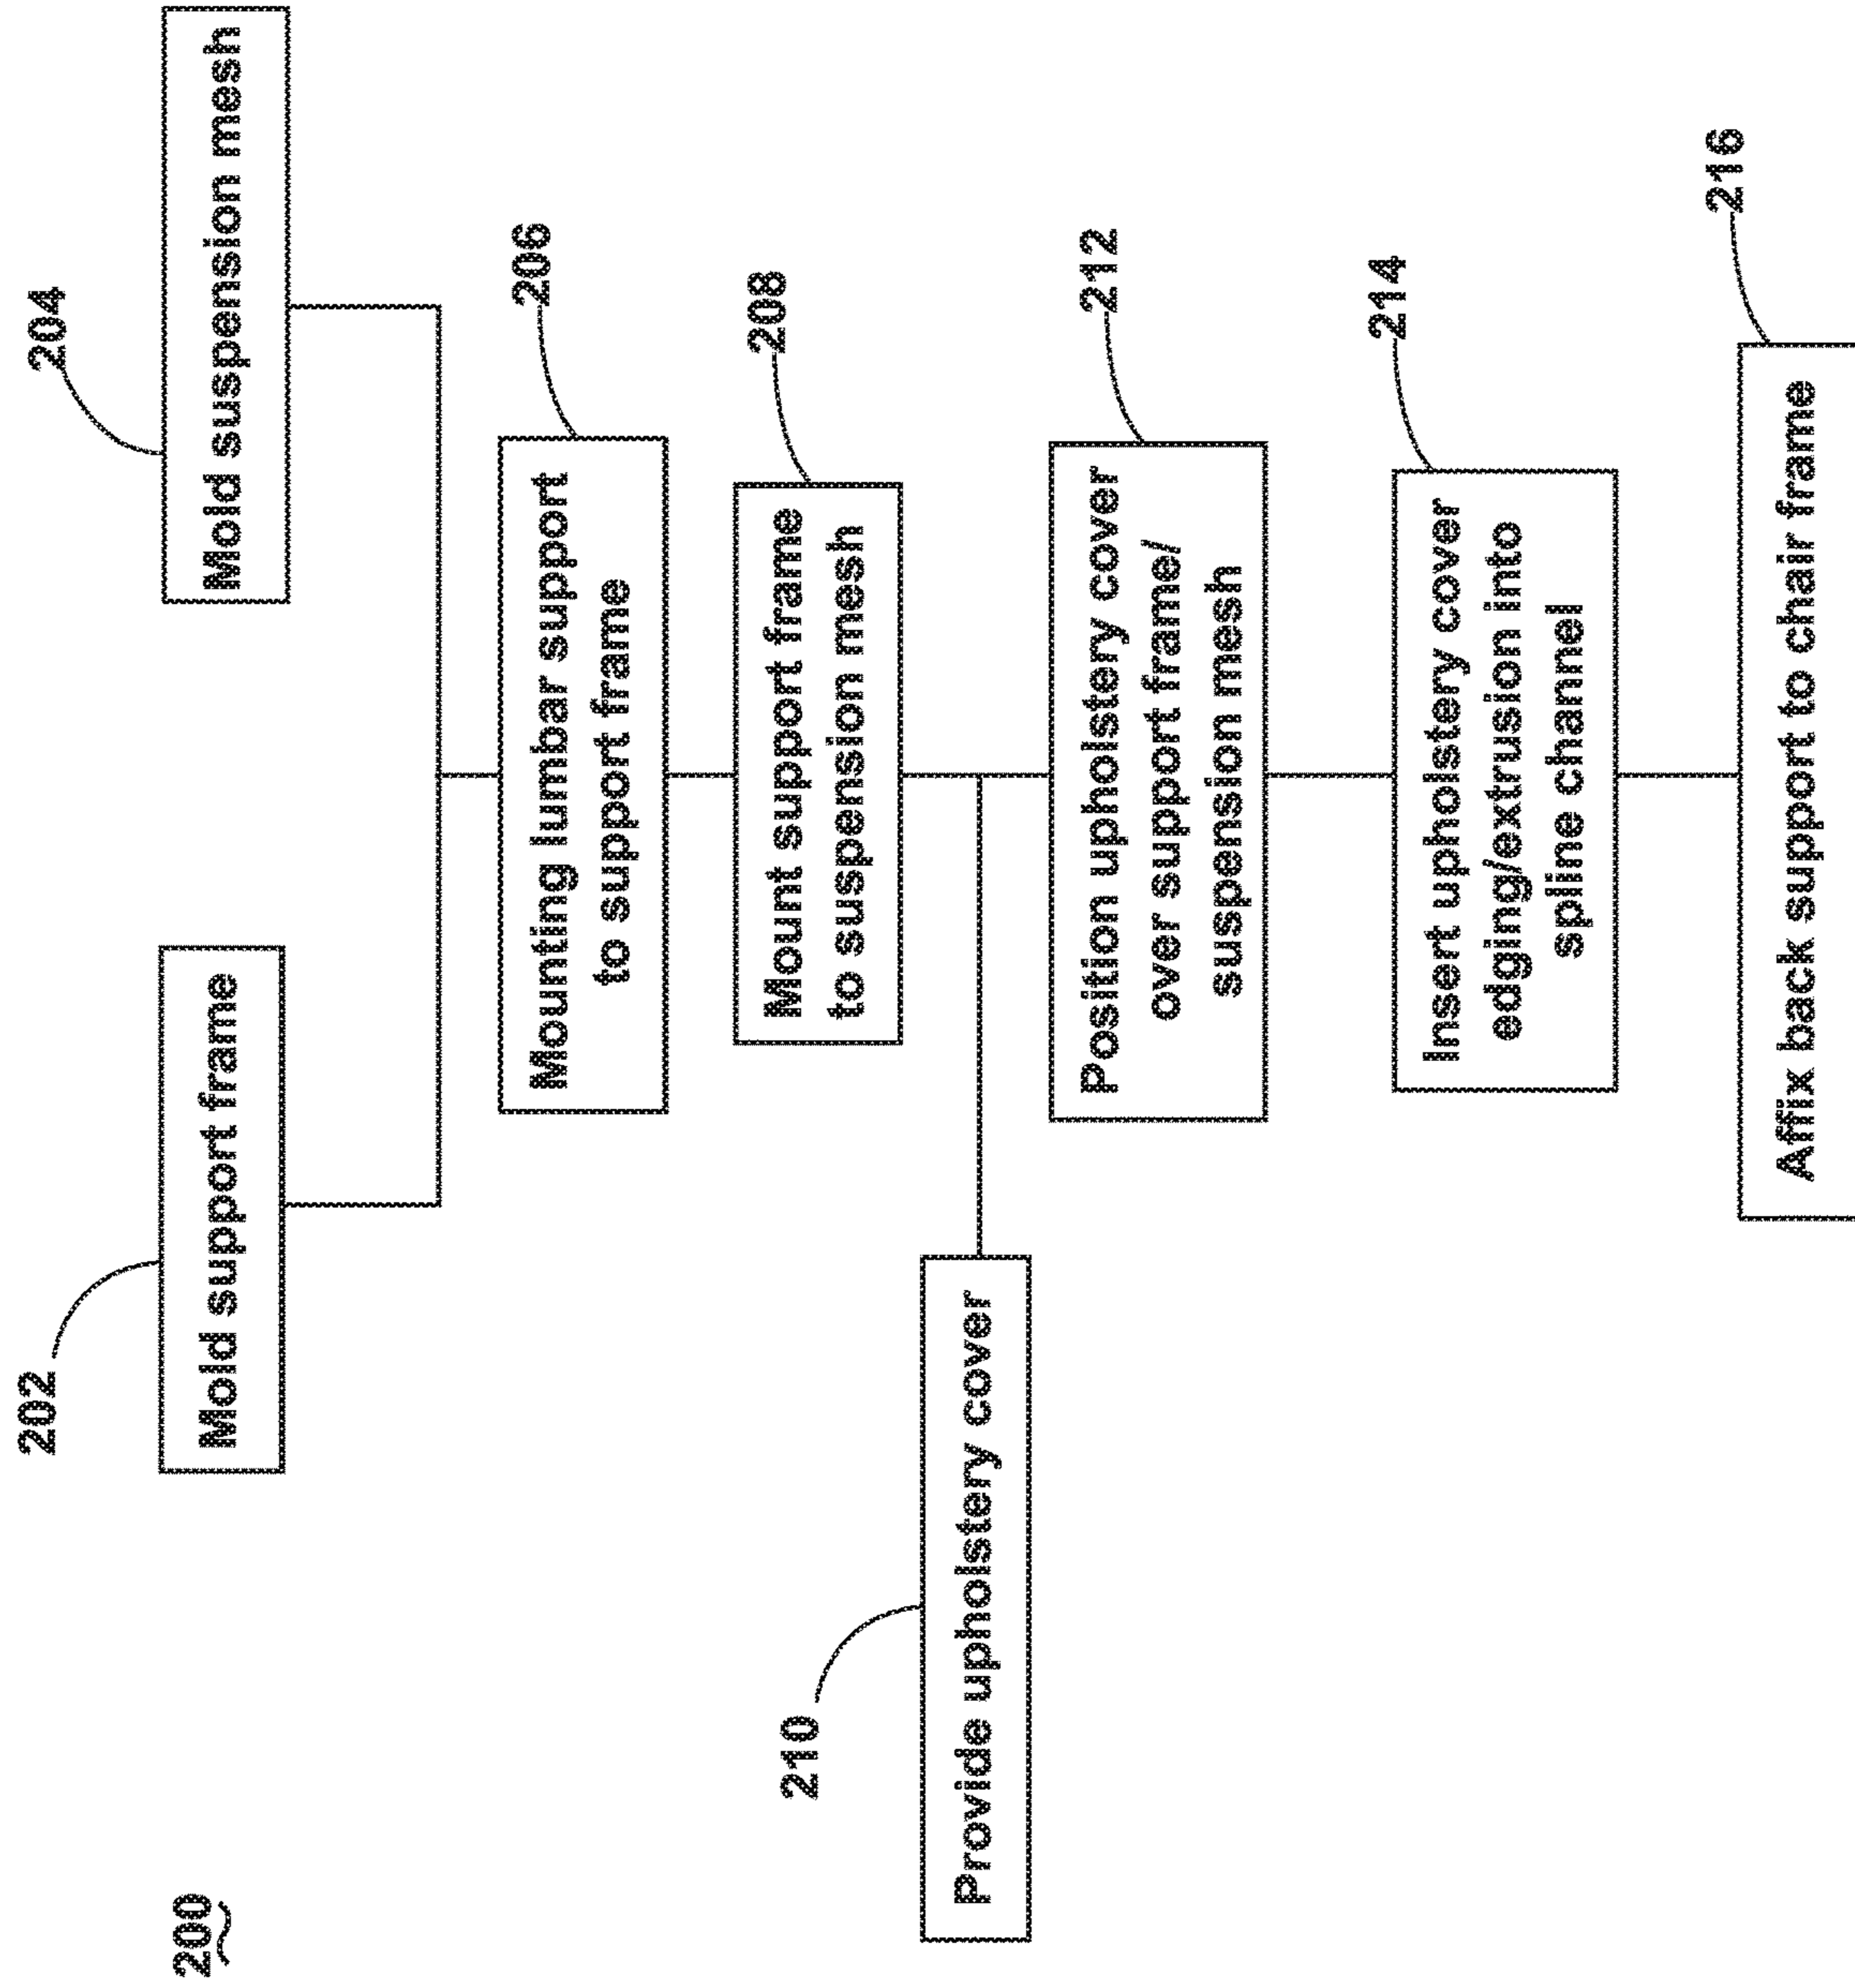 200
202
Mold support frame
204
Mold suspension mesh
206
Mounting lumbar support
to support frame
208
Mount support frame
to suspension mesh
210
Provide upholstery cover
212
Position upholstery cover
over support frame/
suspension mesh
214
Insert upholstery cover
edging/extrusion into
spline channel
216
Affix back support to chair frame